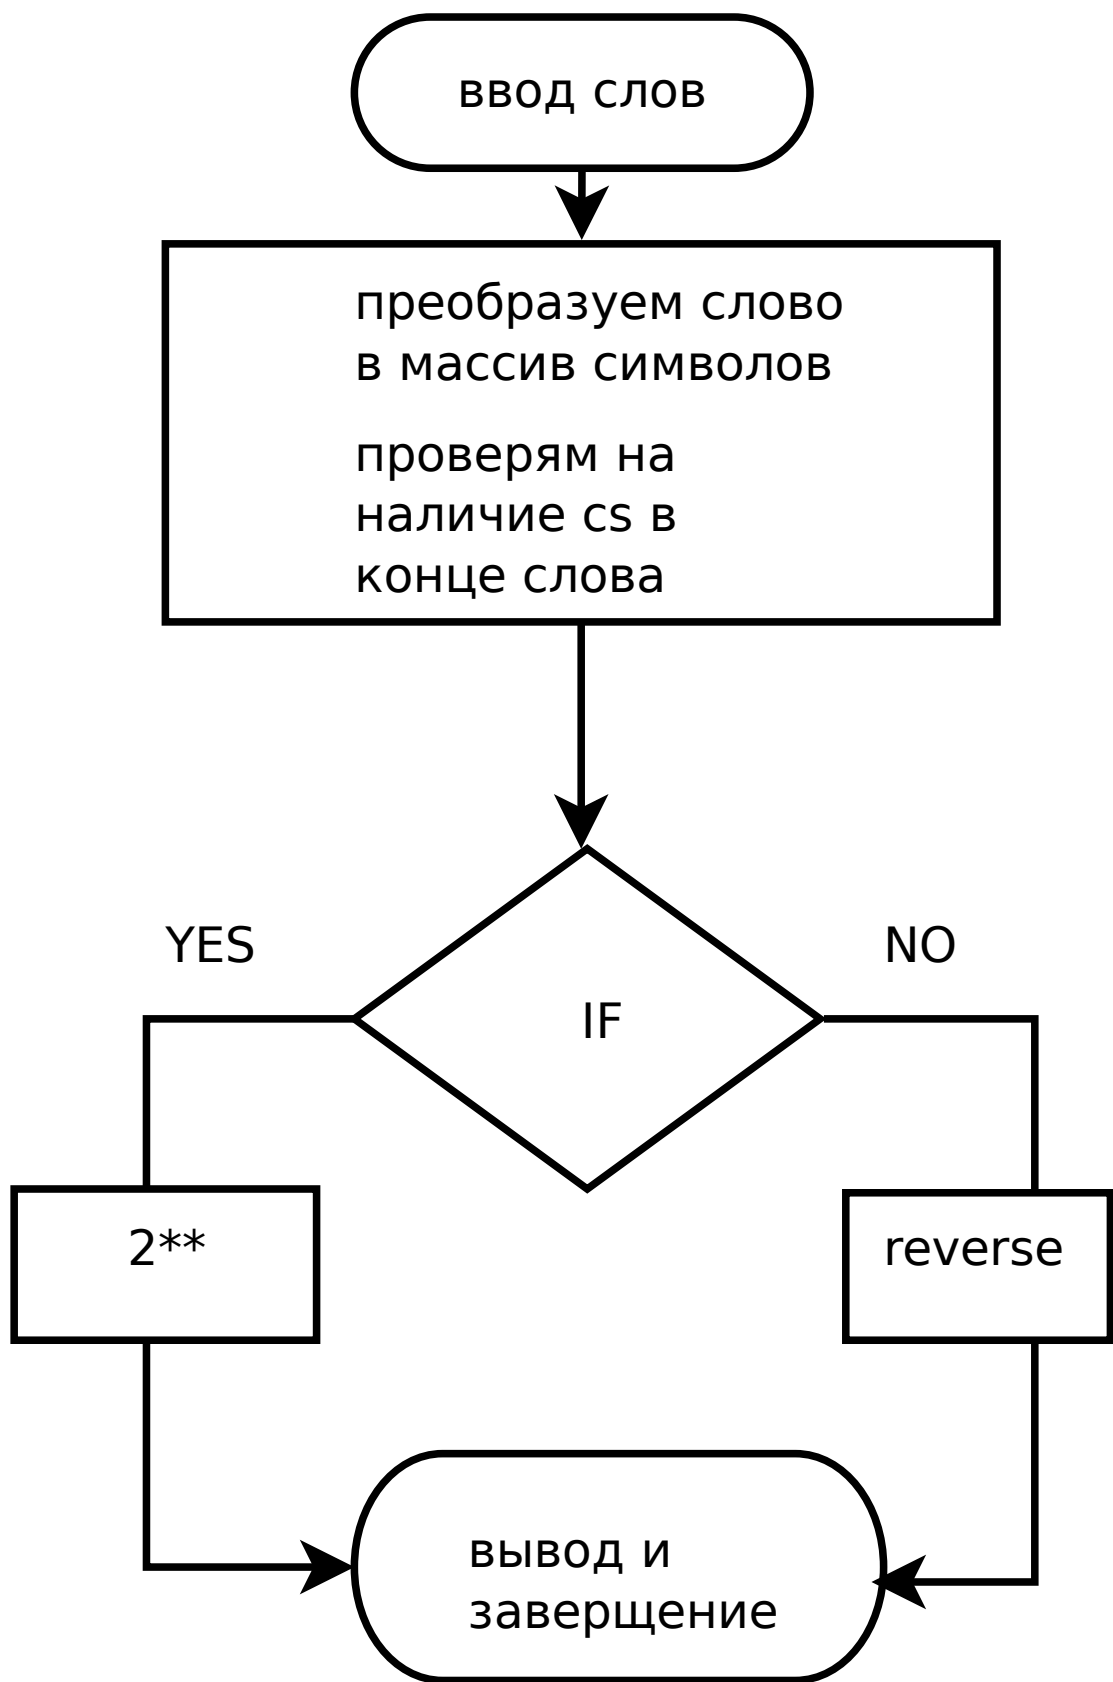 ввод слов
преобразуем слово
в массив символов
проверям на
наличие cs в
конце слова
YES
NO
IF
2**
reverse
вывод и
заверщение